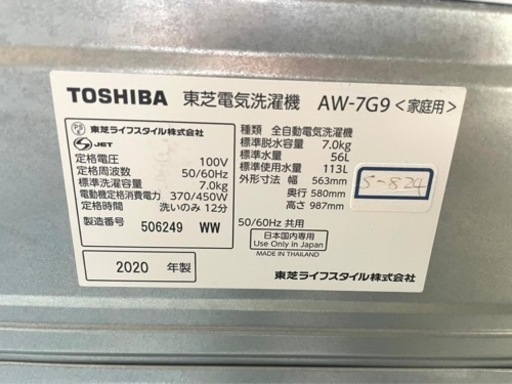 TOSHIBA 東芝電気洗濯機 AW-7G9 <家庭用>
PS E
東芝ライフスタイル株式会社
S JET
定格電圧 100V
定格周波数 50/60Hz
標準洗濯容量 7.0kg
電動機定格消費電力 370/450W
定格時間 洗いのみ 12分
製造番号 506249 WW
2020 年製
種類 全自動電気洗濯機
標準脱水容量 7.0kg
標準水量 56L
標準使用水量 113L
外形寸法 幅 563mm
奥行 580mm
高さ 987mm
50/60Hz 共用
日本国内専用
Use Only in Japan
MADE IN THAILAND
東芝ライフスタイル株式会社
S-824